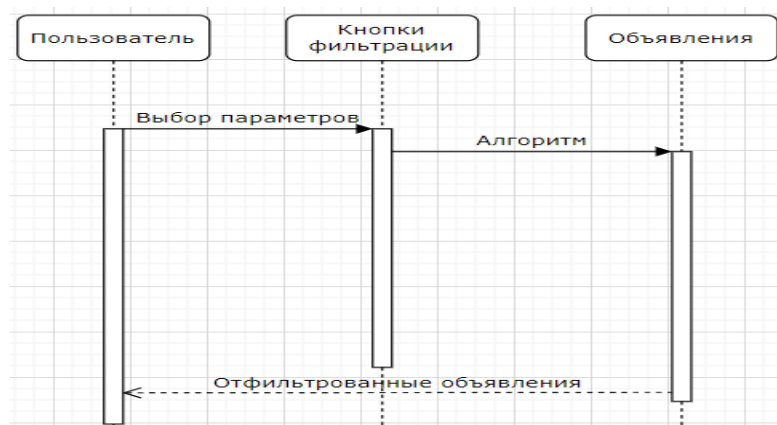 Пользователь
Кнопки
фильтрации
Объявления
Выбор параметров
Алгоритм
Отфильтрованные объявления